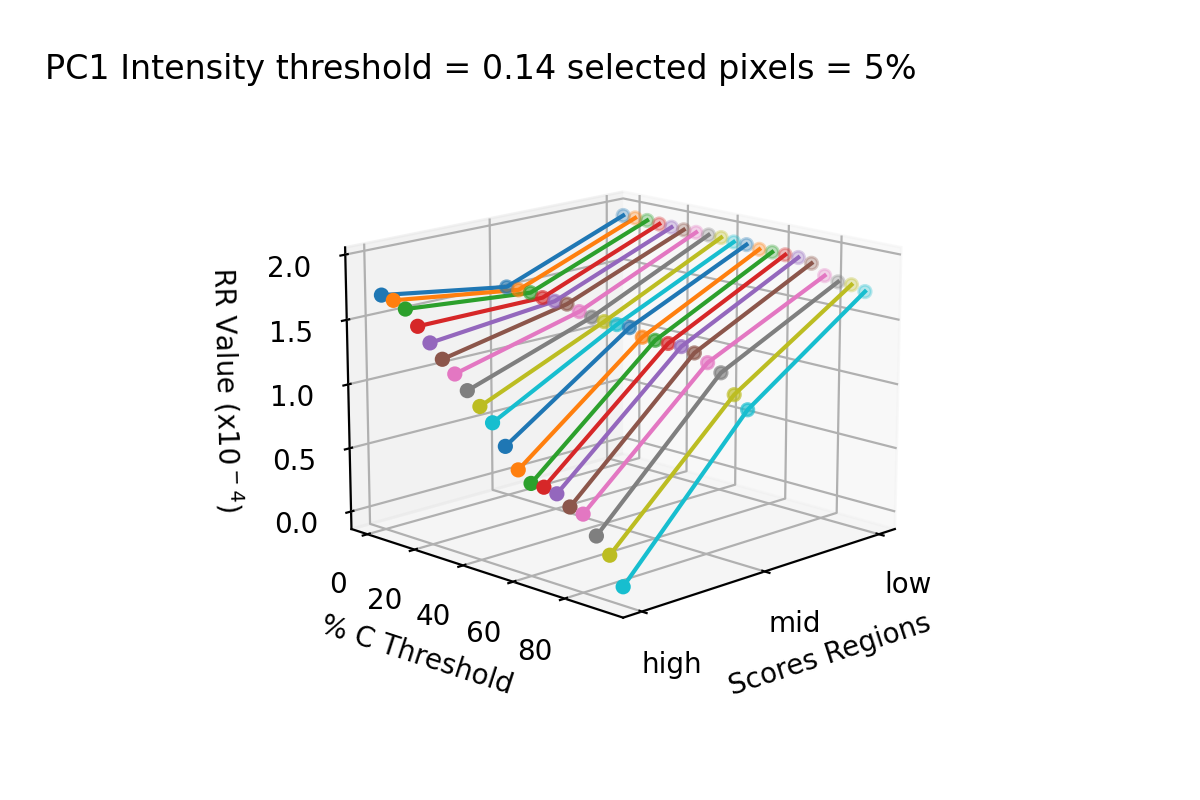 PC1 Intensity threshold = 0.14 selected pixels = 5%
2.0
1.5
1.0
0.5
0.0
RR Value (x10⁻⁴)
0
20
40
60
80
% C Threshold
high
mid
low
Scores Regions